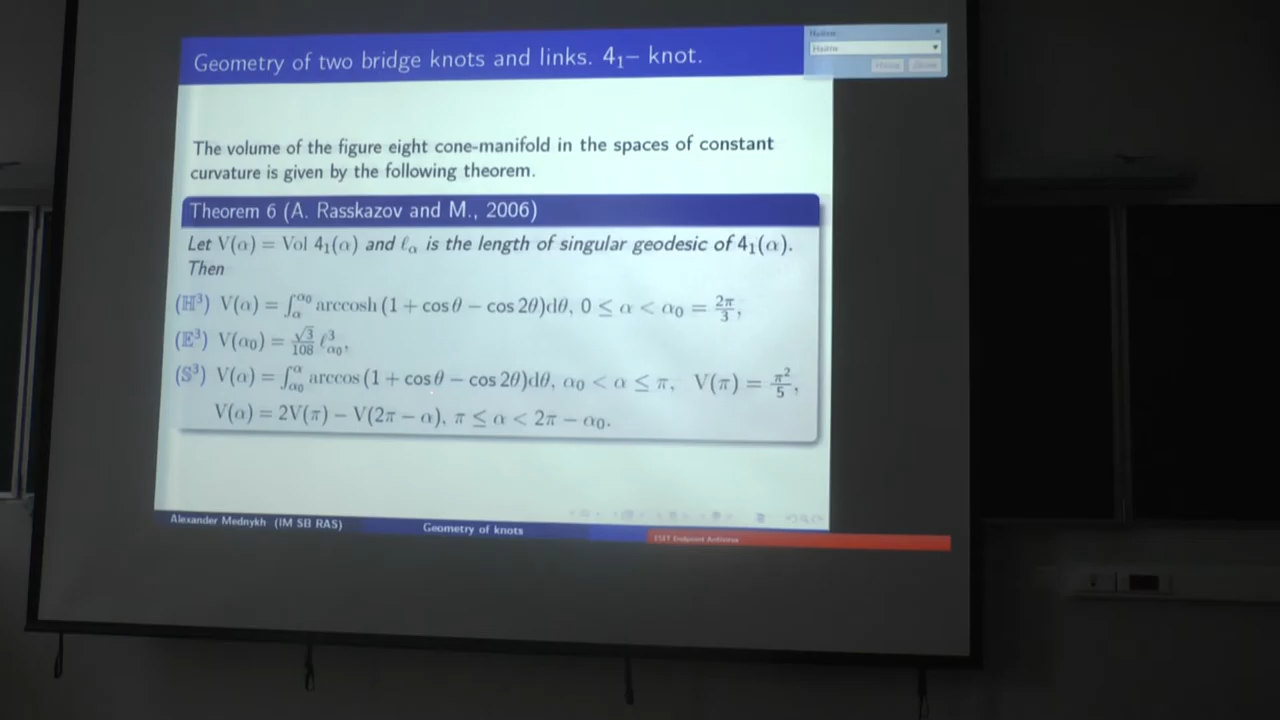 Geometry of two bridge knots and links. 4₁− knot.
The volume of the figure eight cone-manifold in the spaces of constant
curvature is given by the following theorem.
Theorem 6 (A. Rasskazov and M., 2006)
Let V(α) = Vol 4₁(α) and ℓ_α is the length of singular geodesic of 4₁(α).
Then
(ℍ³) V(α) = ∫_α^{α₀} arccosh (1 + cos θ − cos 2θ)dθ, 0 ≤ α < α₀ = 2π/3,
(𝔼³) V(α₀) = √3/108 ℓ³_{α₀},
(𝕊³) V(α) = ∫_{α₀}^α arccos (1 + cos θ − cos 2θ)dθ, α₀ < α ≤ π, V(π) = π²/5,
V(α) = 2V(π) − V(2π − α), π ≤ α < 2π − α₀.
Alexander Mednykh (IM SB RAS) Geometry of knots
ESET Endpoint Antivirus